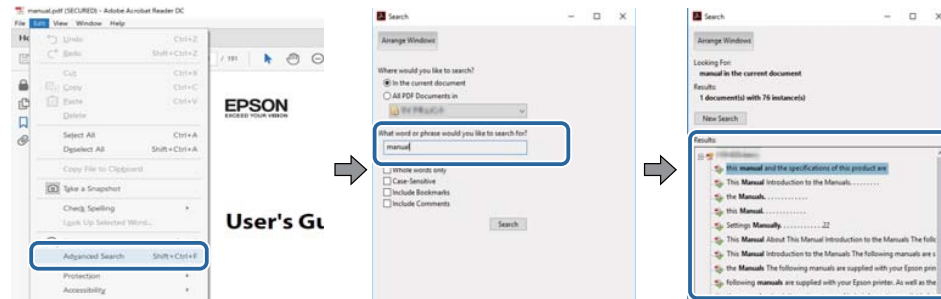 manual.pdf (SECURED) - Adobe Acrobat Reader DC
File Edit View Window Help
Undo Ctrl+Z
Redo Shift+Ctrl+Z
Cut Ctrl+X
Copy Ctrl+C
Paste Ctrl+V
Delete
Select All Ctrl+A
Deselect All Shift+Ctrl+A
Copy File to Clipboard
Take a Snapshot
Check Spelling
Look Up Selected Word...
Advanced Search Shift+Ctrl+F
Protection
Accessibility
/ 191
EPSON
EXCEED YOUR VISION
User's Gu
Search
Arrange Windows
Where would you like to search?
In the current document
All PDF Documents in
What word or phrase would you like to search for?
manual
Whole words only
Case-Sensitive
Include Bookmarks
Include Comments
Search
Search
Arrange Windows
Looking For:
manual in the current document
Results:
1 document(s) with 76 instance(s)
New Search
Results:
this manual and the specifications of this product are
This Manual Introduction to the Manuals. . . . . . . . .
the Manuals. . . . . . . . . . . . .
this Manual. . . . . . . . . . . . .
Settings Manually. . . . . . . . . . . . .22
This Manual About This Manual Introduction to the Manuals The follo
This Manual Introduction to the Manuals The following manuals are s
the Manuals The following manuals are supplied with your Epson prin
following manuals are supplied with your Epson printer. As well as the